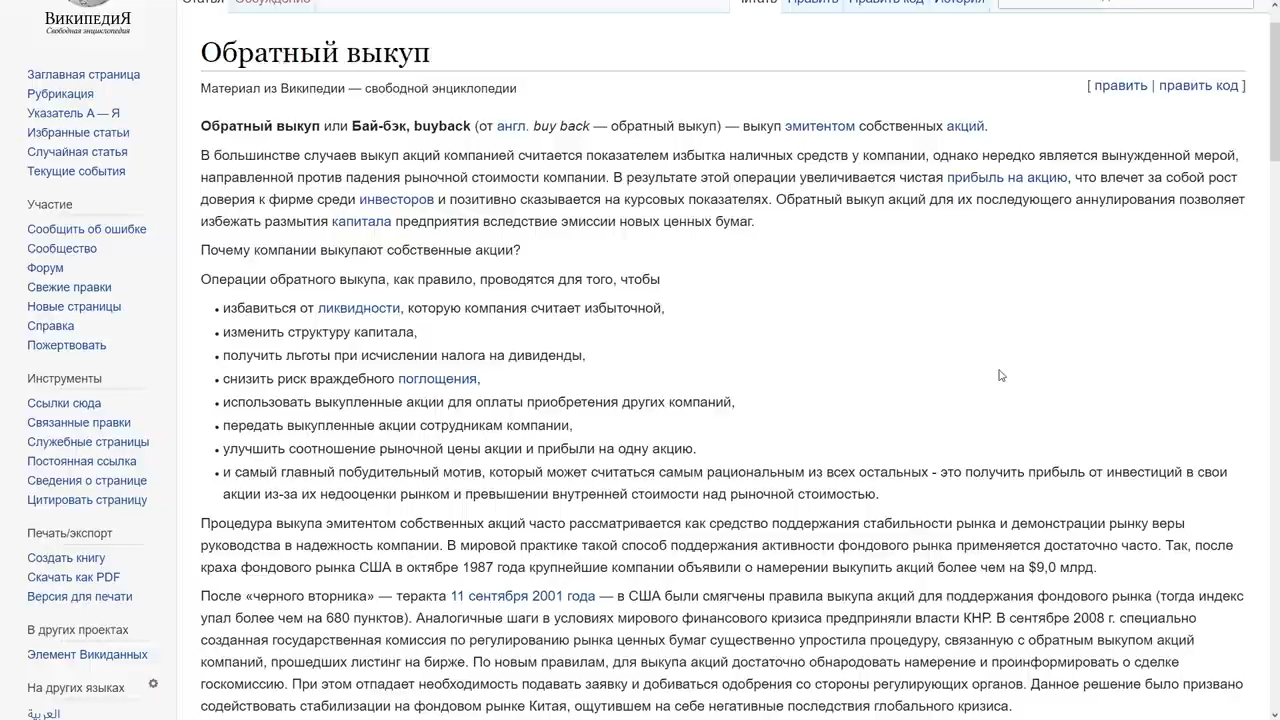 ВИКИПЕДИЯ
Свободная энциклопедия
Заглавная страница
Рубрикация
Указатель А — Я
Избранные статьи
Случайная статья
Текущие события
Участие
Сообщить об ошибке
Сообщество
Форум
Свежие правки
Новые страницы
Справка
Пожертвовать
Инструменты
Ссылки сюда
Связанные правки
Служебные страницы
Постоянная ссылка
Сведения о странице
Цитировать страницу
Печать/экспорт
Создать книгу
Скачать как PDF
Версия для печати
В других проектах
Элемент Викиданных
На других языках
العربية
Статья Обсуждение Читать Править Править код История
Обратный выкуп
Материал из Википедии — свободной энциклопедии
[ править | править код ]
Обратный выкуп или Бай-бэк, buyback (от англ. buy back — обратный выкуп) — выкуп эмитентом собственных акций.
В большинстве случаев выкуп акций компанией считается показателем избытка наличных средств у компании, однако нередко является вынужденной мерой,
направленной против падения рыночной стоимости компании. В результате этой операции увеличивается чистая прибыль на акцию, что влечет за собой рост
доверия к фирме среди инвесторов и позитивно сказывается на курсовых показателях. Обратный выкуп акций для их последующего аннулирования позволяет
избежать размытия капитала предприятия вследствие эмиссии новых ценных бумаг.
Почему компании выкупают собственные акции?
Операции обратного выкупа, как правило, проводятся для того, чтобы
• избавиться от ликвидности, которую компания считает избыточной,
• изменить структуру капитала,
• получить льготы при исчислении налога на дивиденды,
• снизить риск враждебного поглощения,
• использовать выкупленные акции для оплаты приобретения других компаний,
• передать выкупленные акции сотрудникам компании,
• улучшить соотношение рыночной цены акции и прибыли на одну акцию.
• и самый главный побудительный мотив, который может считаться самым рациональным из всех остальных - это получить прибыль от инвестиций в свои
акции из-за их недооценки рынком и превышении внутренней стоимости над рыночной стоимостью.
Процедура выкупа эмитентом собственных акций часто рассматривается как средство поддержания стабильности рынка и демонстрации рынку веры
руководства в надежность компании. В мировой практике такой способ поддержания активности фондового рынка применяется достаточно часто. Так, после
краха фондового рынка США в октябре 1987 года крупнейшие компании объявили о намерении выкупить акций более чем на $9,0 млрд.
После «черного вторника» — теракта 11 сентября 2001 года — в США были смягчены правила выкупа акций для поддержания фондового рынка (тогда индекс
упал более чем на 680 пунктов). Аналогичные шаги в условиях мирового финансового кризиса предприняли власти КНР. В сентябре 2008 г. специально
созданная государственная комиссия по регулированию рынка ценных бумаг существенно упростила процедуру, связанную с обратным выкупом акций
компаний, прошедших листинг на бирже. По новым правилам, для выкупа акций достаточно обнародовать намерение и проинформировать о сделке
госкомиссию. При этом отпадает необходимость подавать заявку и добиваться одобрения со стороны регулирующих органов. Данное решение было призвано
содействовать стабилизации на фондовом рынке Китая, ощутившем на себе негативные последствия глобального кризиса.